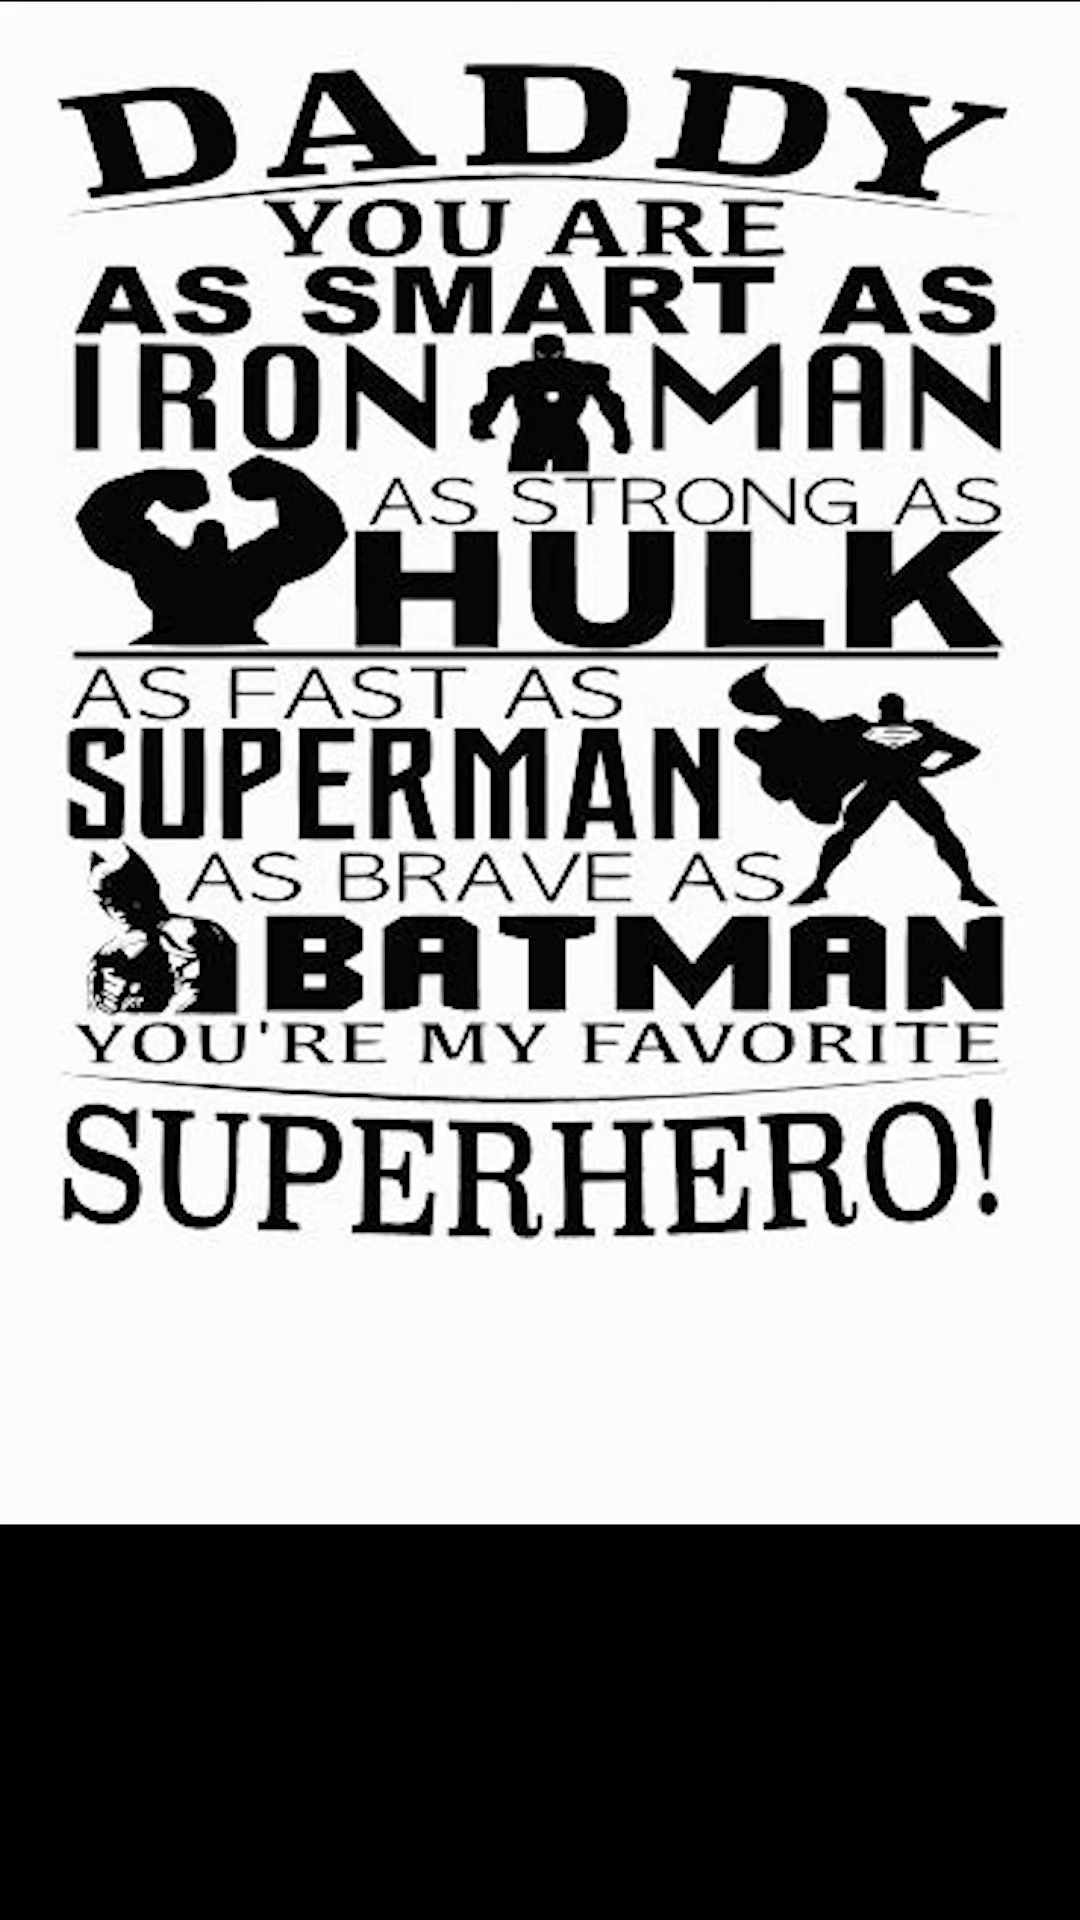 DADDY
YOU ARE
AS SMART AS
IRON MAN
AS STRONG AS
HULK
AS FAST AS
SUPERMAN
AS BRAVE AS
BATMAN
YOU'RE MY FAVORITE
SUPERHERO!